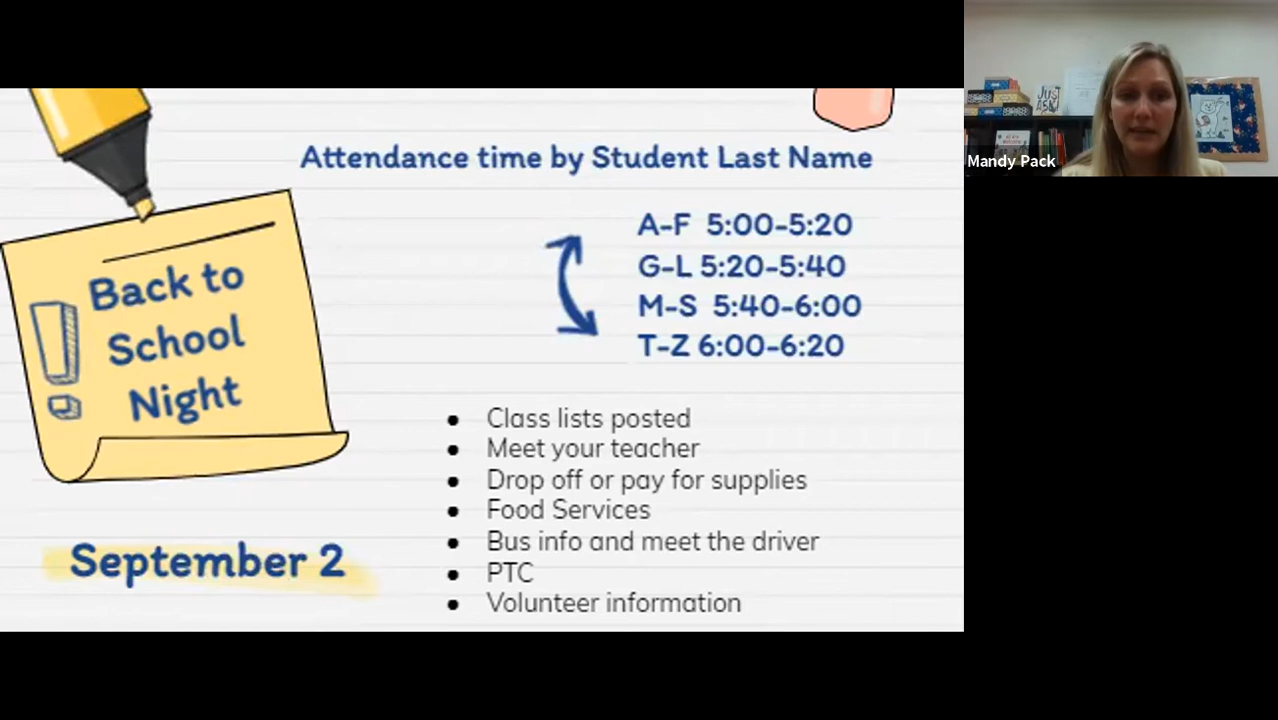 Attendance time by Student Last Name
A-F 5:00-5:20
G-L 5:20-5:40
M-S 5:40-6:00
T-Z 6:00-6:20
Back to
School
Night
September 2
• Class lists posted
• Meet your teacher
• Drop off or pay for supplies
• Food Services
• Bus info and meet the driver
• PTC
• Volunteer information
JUST
ASK
Mandy Pack